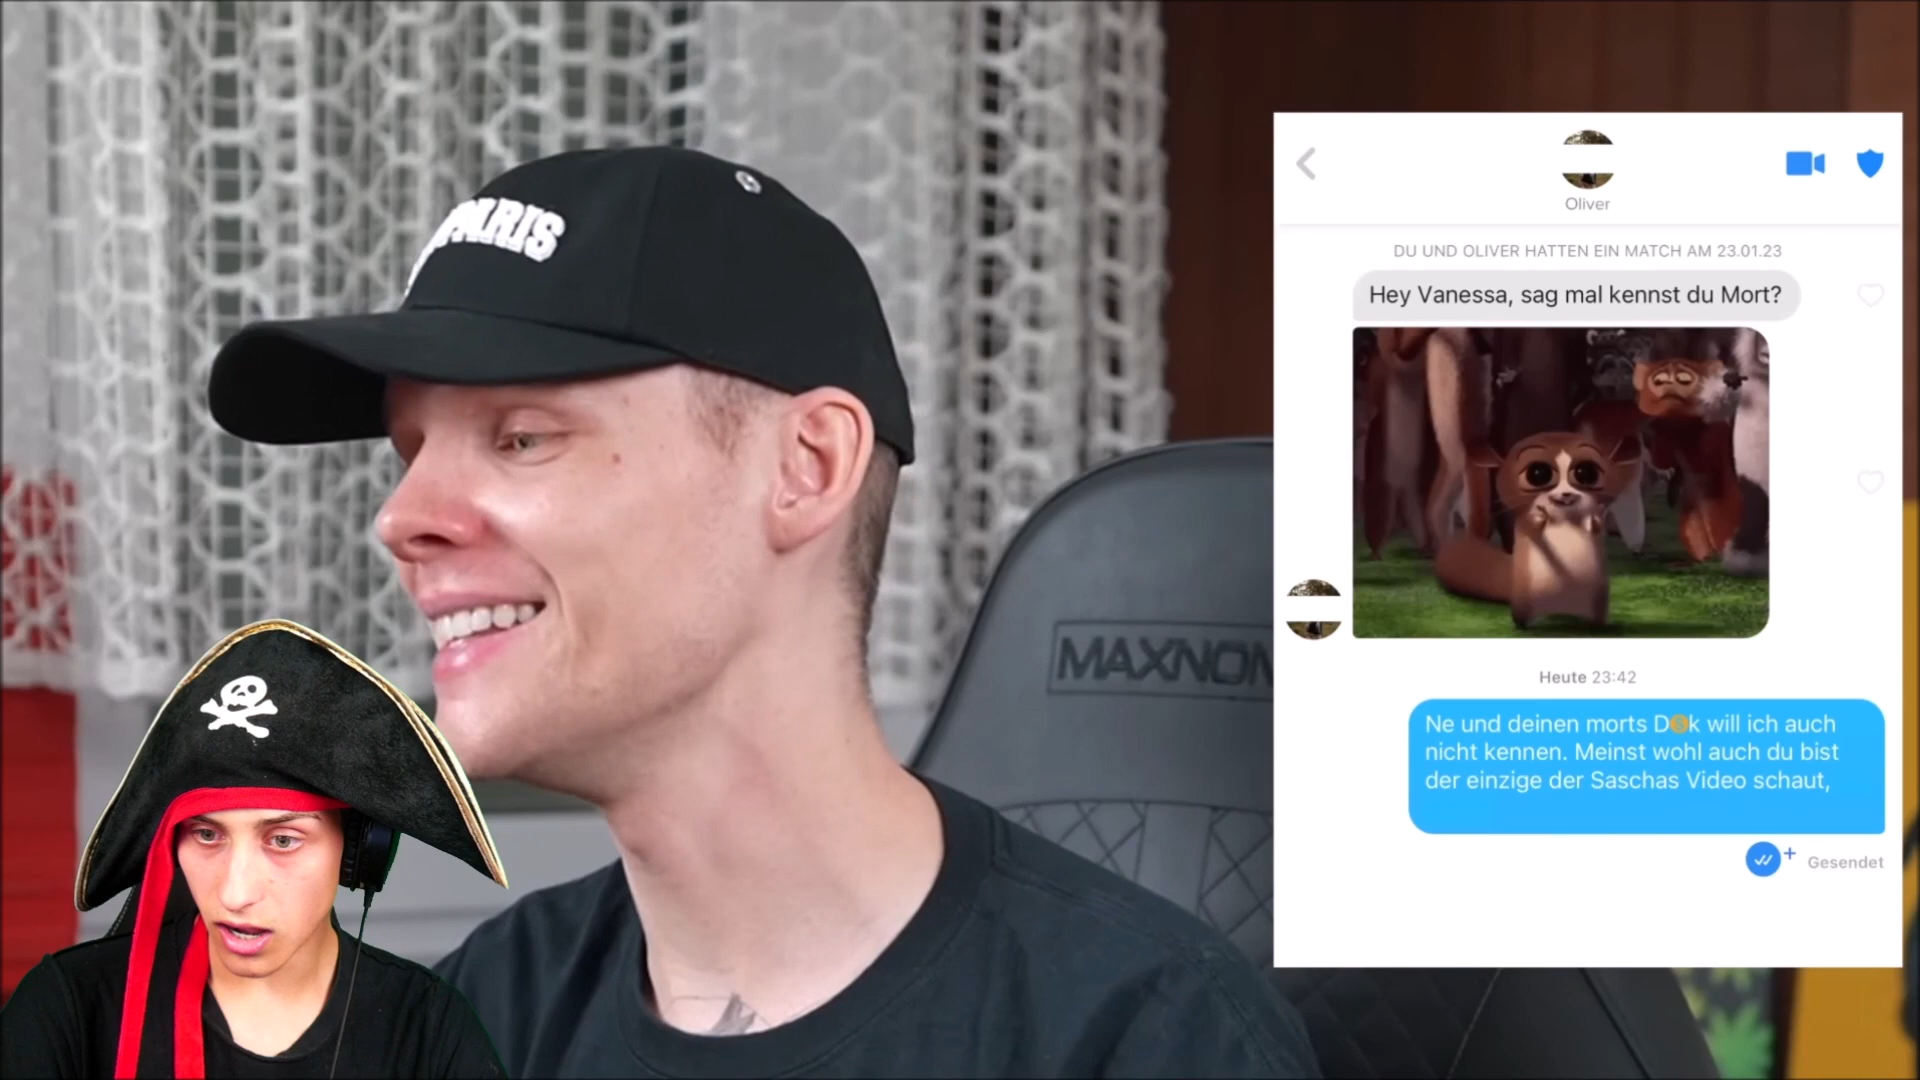 PARIS
MAXNOM
Oliver
DU UND OLIVER HATTEN EIN MATCH AM 23.01.23
Hey Vanessa, sag mal kennst du Mort?
Heute 23:42
Ne und deinen morts D🟠k will ich auch
nicht kennen. Meinst wohl auch du bist
der einzige der Saschas Video schaut,
Gesendet